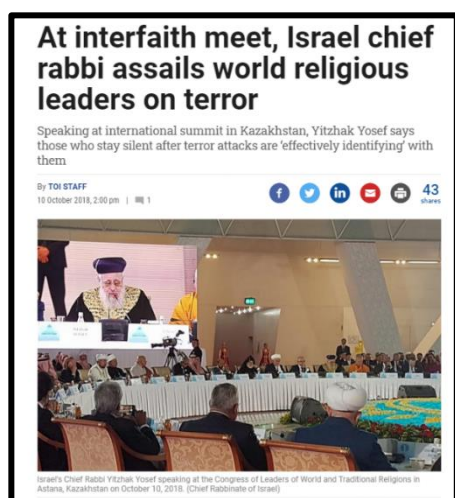 At interfaith meet, Israel chief
rabbi assails world religious
leaders on terror
Speaking at international summit in Kazakhstan, Yitzhak Yosef says
those who stay silent after terror attacks are 'effectively identifying' with
them
By TOI STAFF
10 October 2018, 2:00 pm | 1
f in 43
shares
Israel's Chief Rabbi Yitzhak Yosef speaking at the Congress of Leaders of World and Traditional Religions in
Astana, Kazakhstan on October 10, 2018. (Chief Rabbinate of Israel)